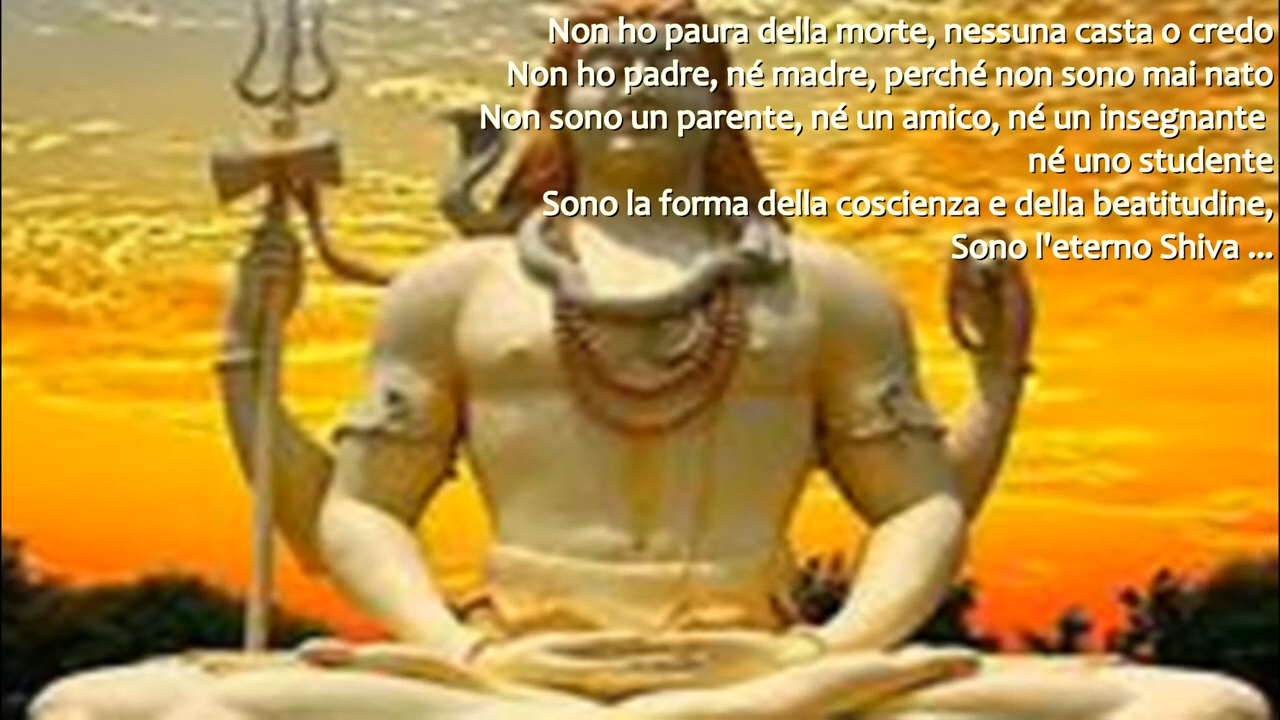 Non ho paura della morte, nessuna casta o credo
Non ho padre, né madre, perché non sono mai nato
Non sono un parente, né un amico, né un insegnante
né uno studente
Sono la forma della coscienza e della beatitudine,
Sono l'eterno Shiva ...